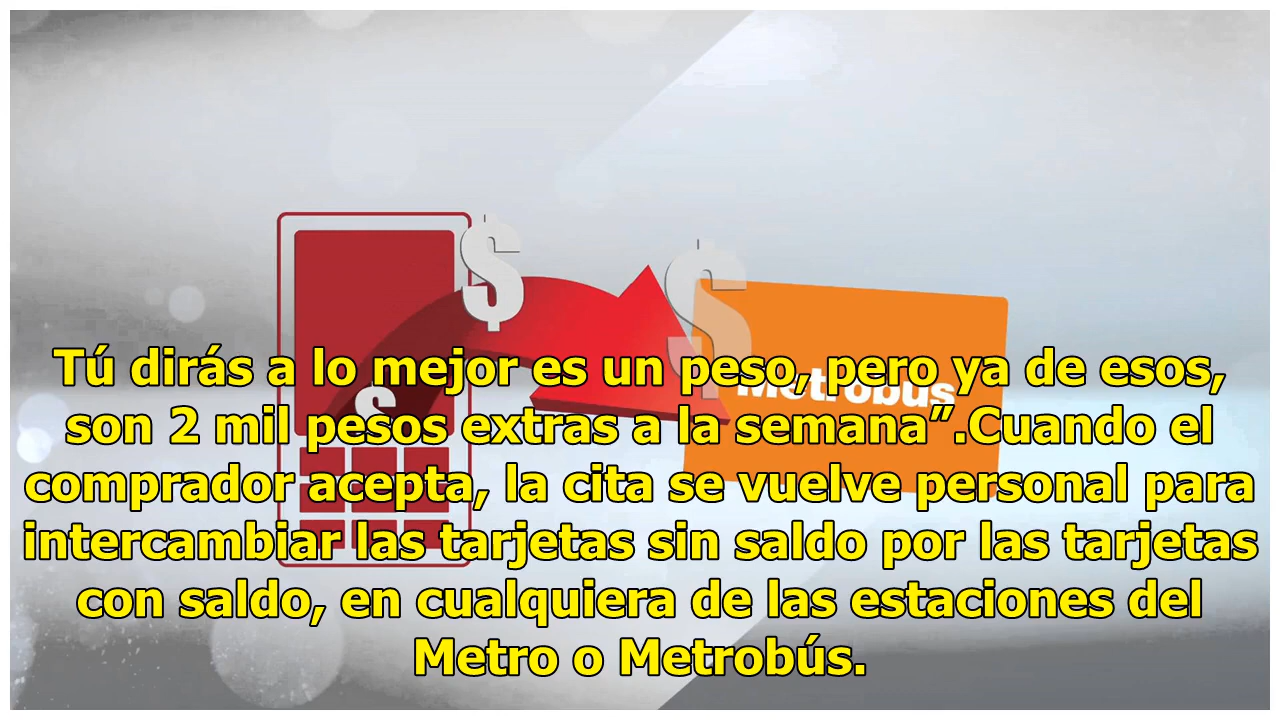 Tú dirás a lo mejor es un peso, pero ya de esos,
son 2 mil pesos extras a la semana”.Cuando el
comprador acepta, la cita se vuelve personal para
intercambiar las tarjetas sin saldo por las tarjetas
con saldo, en cualquiera de las estaciones del
Metro o Metrobús.
$
$
$
Metrobús